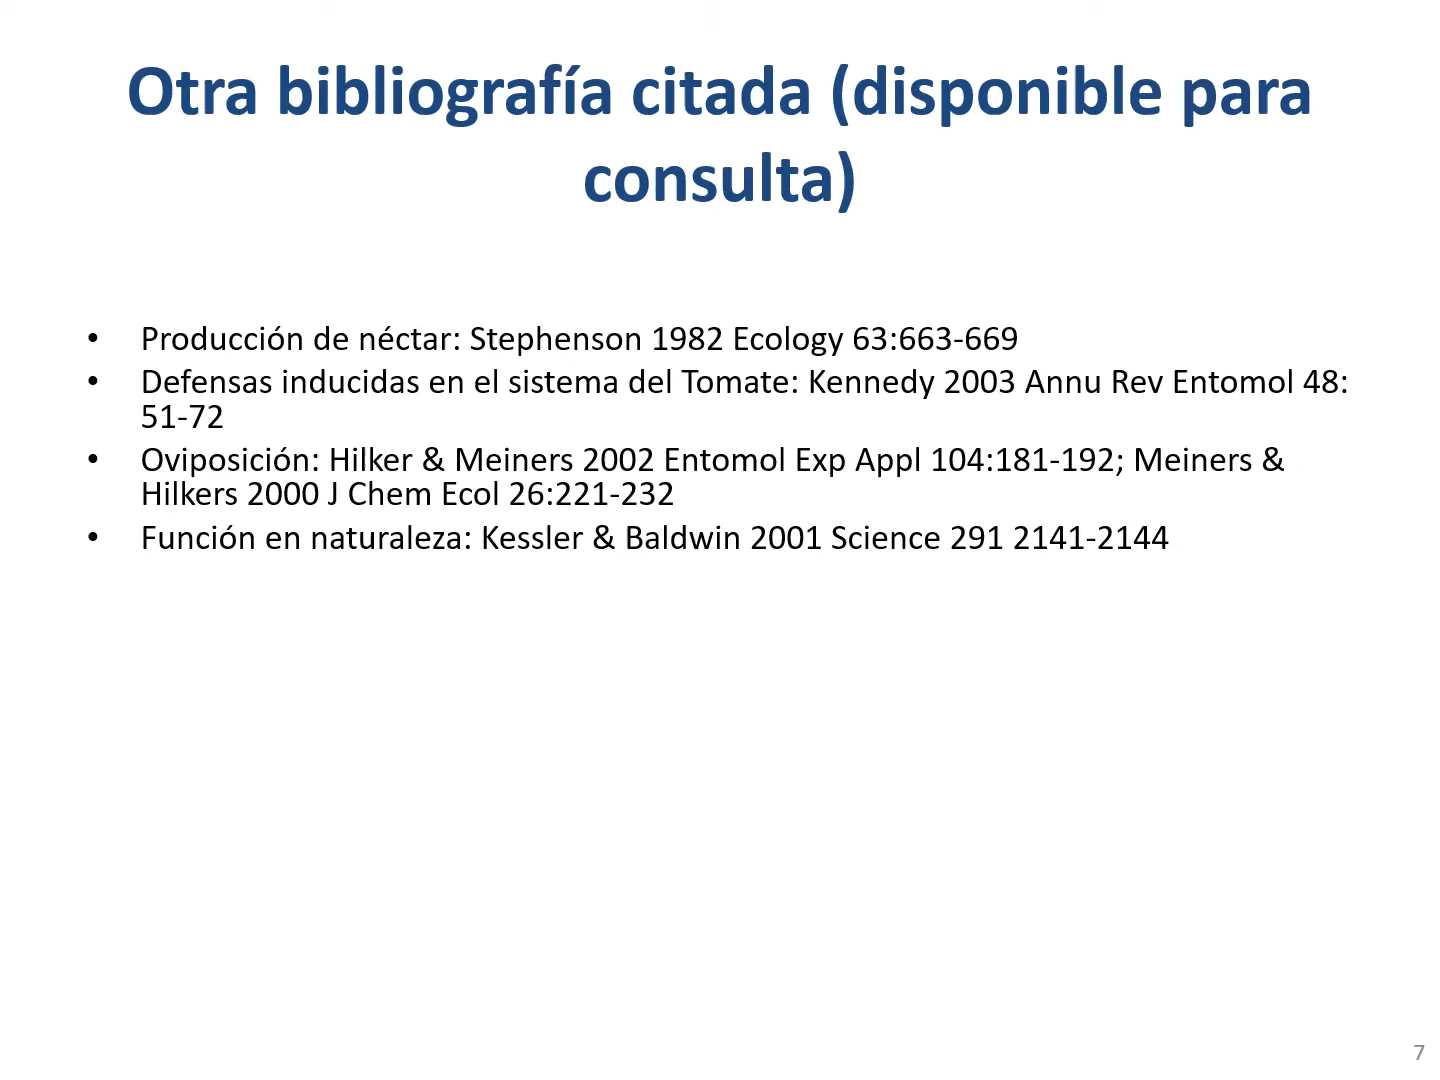 Otra bibliografía citada (disponible para
consulta)
• Producción de néctar: Stephenson 1982 Ecology 63:663-669
• Defensas inducidas en el sistema del Tomate: Kennedy 2003 Annu Rev Entomol 48:
51-72
• Oviposición: Hilker & Meiners 2002 Entomol Exp Appl 104:181-192; Meiners &
Hilkers 2000 J Chem Ecol 26:221-232
• Función en naturaleza: Kessler & Baldwin 2001 Science 291 2141-2144
7